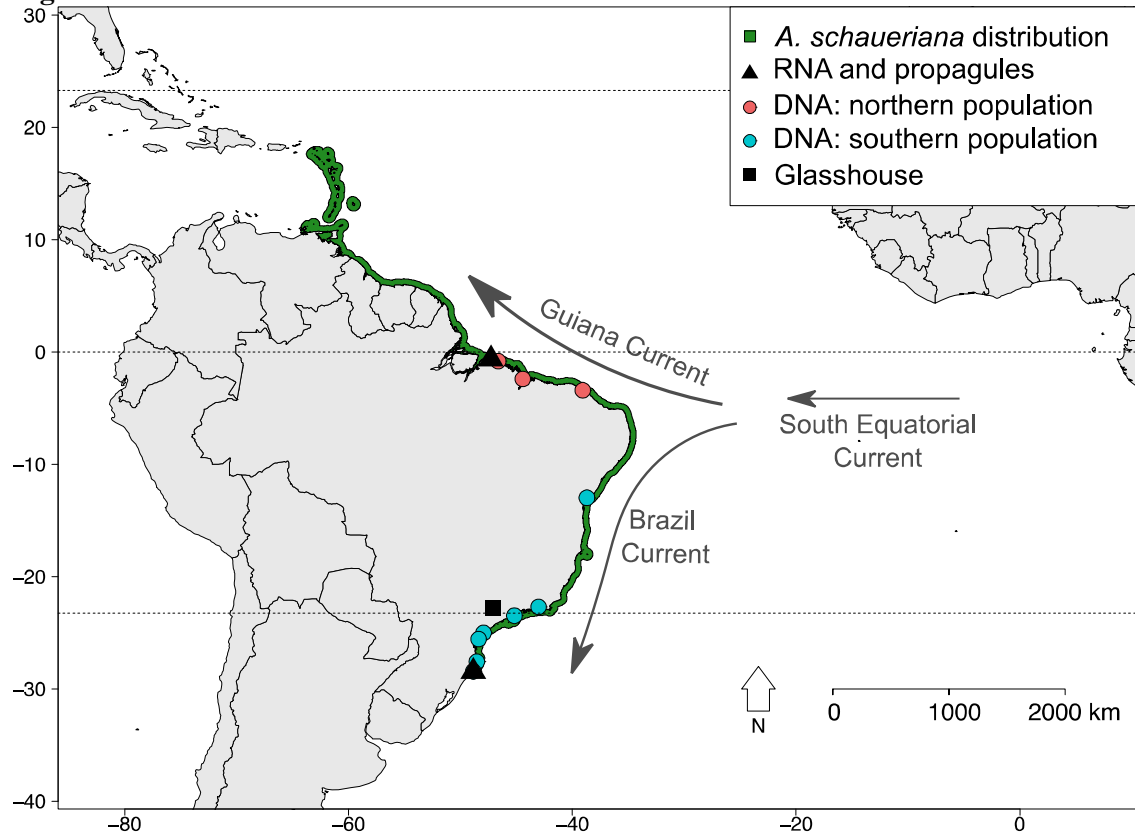 g
30
20
10
0
−10
−20
−30
−40
−80
−60
−40
−20
0
A. schaueriana distribution
RNA and propagules
DNA: northern population
DNA: southern population
Glasshouse
Guiana Current
South Equatorial
Current
Brazil
Current
N
0 1000 2000 km